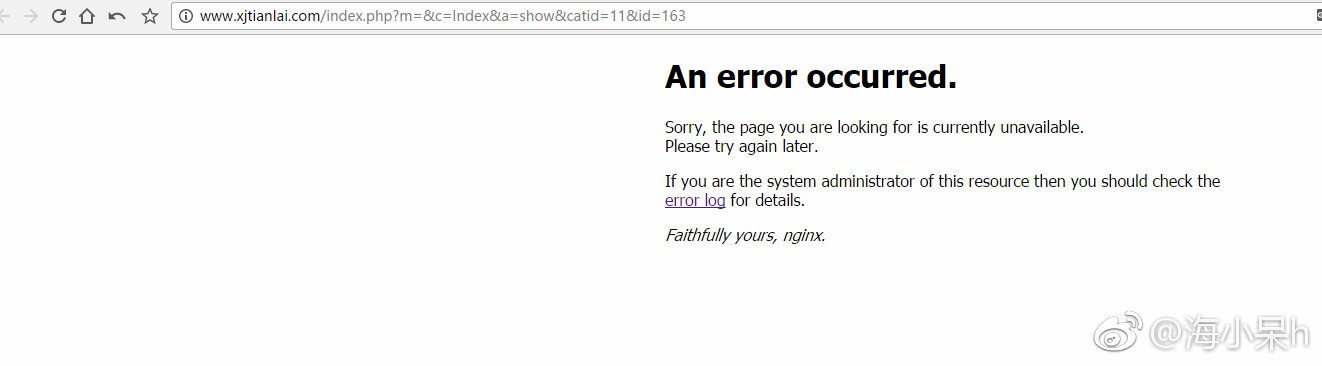 www.xjtianlai.com/index.php?m=&c=Index&a=show&catid=11&id=163
An error occurred.
Sorry, the page you are looking for is currently unavailable.
Please try again later.
If you are the system administrator of this resource then you should check the
error log for details.
Faithfully yours, nginx.
@海小呆h